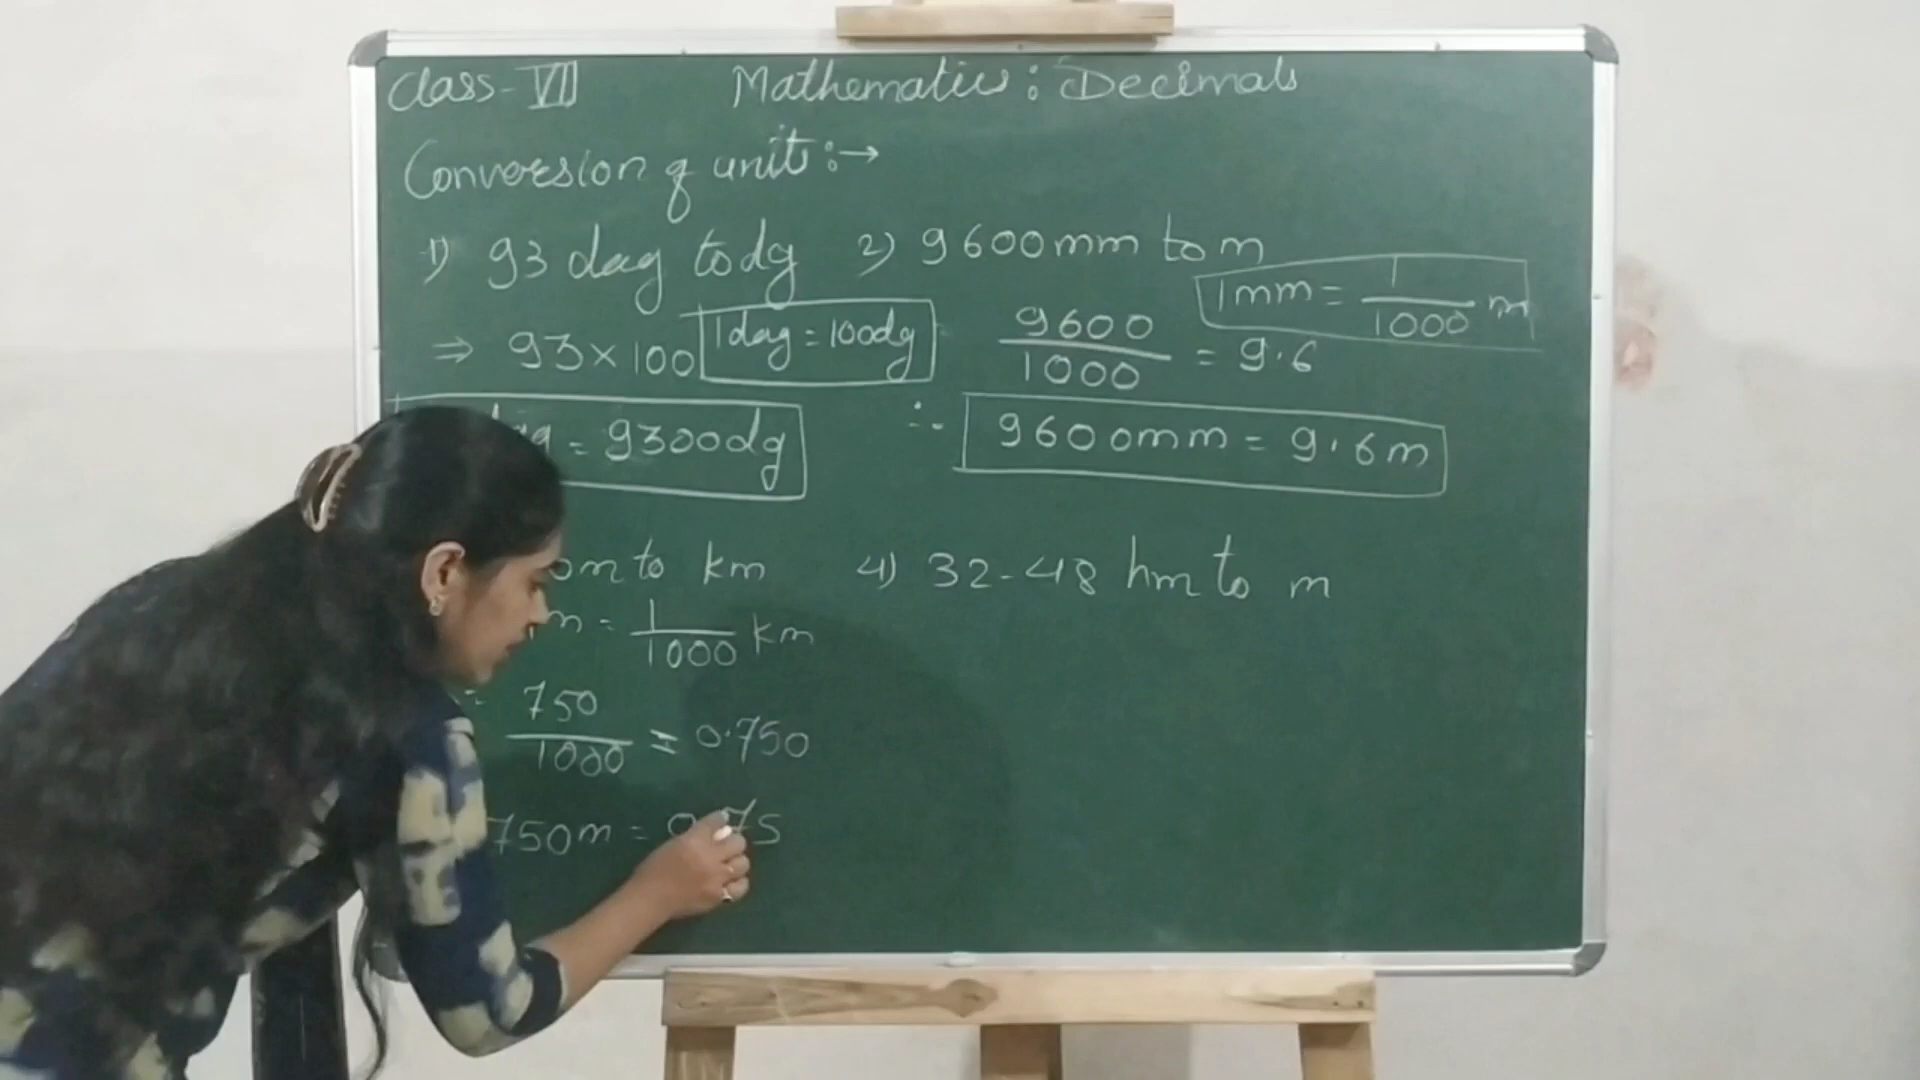 Class - VII Mathematics : Decimals
Conversion of unit :→
1) 93 dag to dg 2) 9600mm to m
1mm = 1/1000 m
⇒ 93 × 100 1dag = 100dg 9600/1000 = 9.6
= 9300dg ∴ 9600mm = 9.6m
m to km 4) 32.48 hm to m
m = 1/1000 km
= 750/1000 = 0.750
750m = 0.75